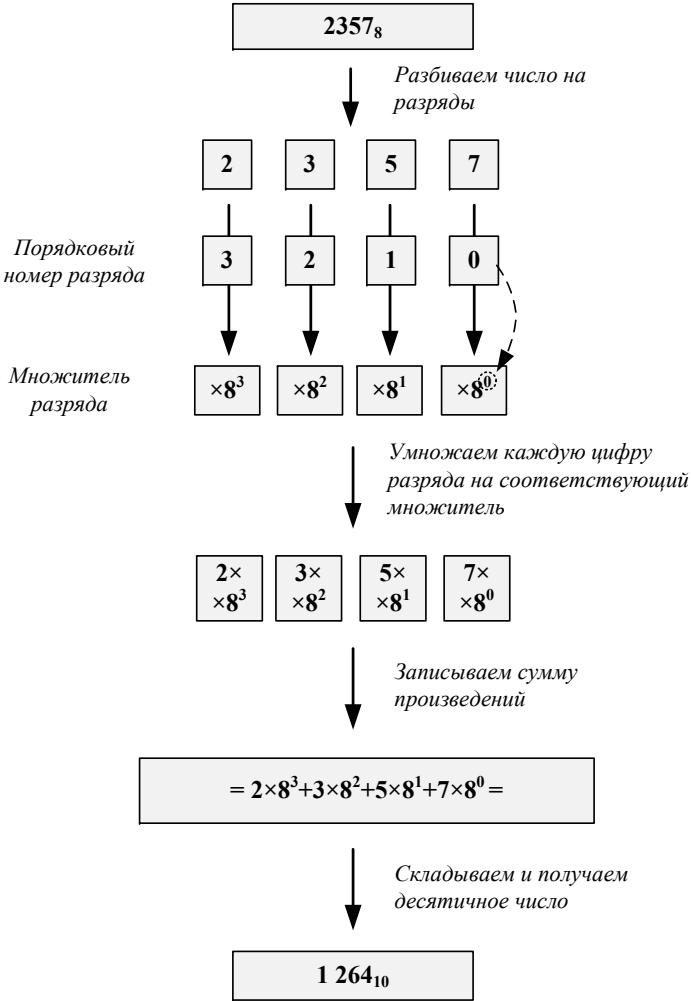 2357₈
Разбиваем число на
разряды
2 3 5 7
Порядковый
номер разряда
3 2 1 0
Множитель
разряда
×8³ ×8² ×8¹ ×8⁰
Умножаем каждую цифру
разряда на соответствующий
множитель
2× 3× 5× 7×
×8³ ×8² ×8¹ ×8⁰
Записываем сумму
произведений
= 2×8³+3×8²+5×8¹+7×8⁰ =
Складываем и получаем
десятичное число
1 264₁₀